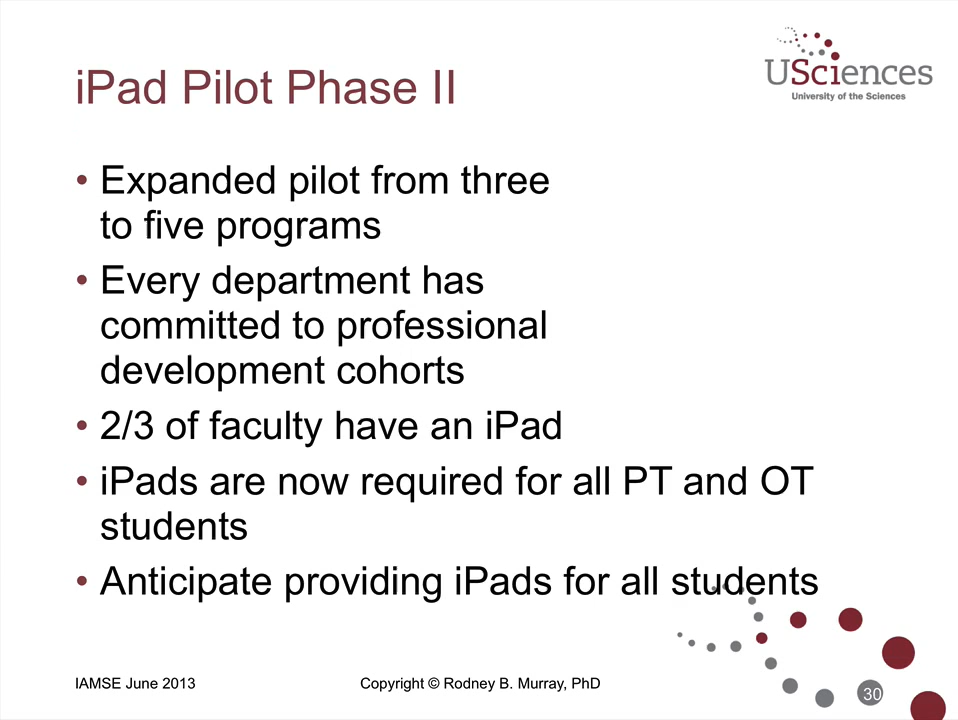 iPad Pilot Phase II
USciences
University of the Sciences
• Expanded pilot from three
to five programs
• Every department has
committed to professional
development cohorts
• 2/3 of faculty have an iPad
• iPads are now required for all PT and OT
students
• Anticipate providing iPads for all students
IAMSE June 2013
Copyright © Rodney B. Murray, PhD
30